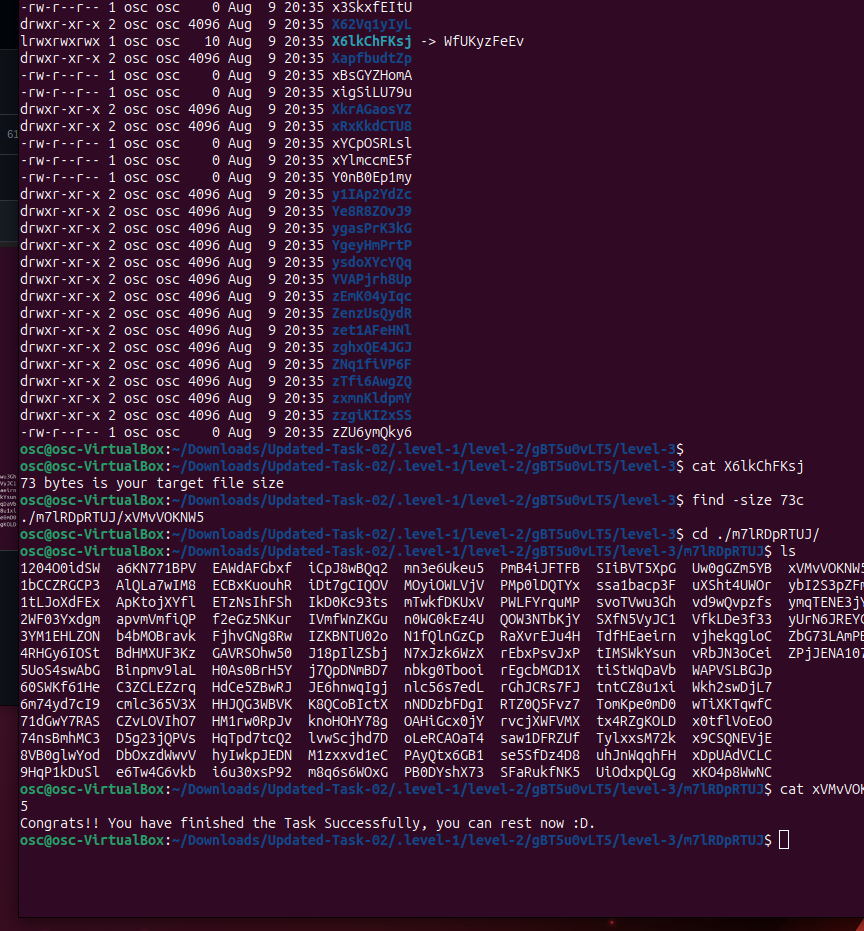 -rw-r--r-- 1 osc osc    0 Aug  9 20:35 x3SkxfEItU
drwxr-xr-x 2 osc osc 4096 Aug  9 20:35 X62Vq1yIyL
lrwxrwxrwx 1 osc osc   10 Aug  9 20:35 X6lkChFKsj -> WfUKyzFeEv
drwxr-xr-x 2 osc osc 4096 Aug  9 20:35 XapfbudtZp
-rw-r--r-- 1 osc osc    0 Aug  9 20:35 xBsGYZHomA
-rw-r--r-- 1 osc osc    0 Aug  9 20:35 xigSiLU79u
drwxr-xr-x 2 osc osc 4096 Aug  9 20:35 XkrAGaosYZ
drwxr-xr-x 2 osc osc 4096 Aug  9 20:35 xRxKkdCTU8
-rw-r--r-- 1 osc osc    0 Aug  9 20:35 xYCpOSRLsl
-rw-r--r-- 1 osc osc    0 Aug  9 20:35 xYlmccmE5f
-rw-r--r-- 1 osc osc    0 Aug  9 20:35 Y0nB0Ep1my
drwxr-xr-x 2 osc osc 4096 Aug  9 20:35 y1IAp2YdZc
drwxr-xr-x 2 osc osc 4096 Aug  9 20:35 Ye8R8ZOvJ9
drwxr-xr-x 2 osc osc 4096 Aug  9 20:35 ygasPrK3kG
drwxr-xr-x 2 osc osc 4096 Aug  9 20:35 YgeyHmPrtP
drwxr-xr-x 2 osc osc 4096 Aug  9 20:35 ysdoXYcYQq
drwxr-xr-x 2 osc osc 4096 Aug  9 20:35 YVAPjrh8Up
drwxr-xr-x 2 osc osc 4096 Aug  9 20:35 zEmK04yIqc
drwxr-xr-x 2 osc osc 4096 Aug  9 20:35 ZenzUsQydR
drwxr-xr-x 2 osc osc 4096 Aug  9 20:35 zet1AFeHNl
drwxr-xr-x 2 osc osc 4096 Aug  9 20:35 zghxQE4JGJ
drwxr-xr-x 2 osc osc 4096 Aug  9 20:35 ZNq1fiVP6F
drwxr-xr-x 2 osc osc 4096 Aug  9 20:35 zTfi6AwgZQ
drwxr-xr-x 2 osc osc 4096 Aug  9 20:35 zxmnKldpmY
drwxr-xr-x 2 osc osc 4096 Aug  9 20:35 zzgiKI2xSS
-rw-r--r-- 1 osc osc    0 Aug  9 20:35 zZU6ymQky6
osc@osc-VirtualBox:~/Downloads/Updated-Task-02/.level-1/level-2/gBT5u0vLT5/level-3$
osc@osc-VirtualBox:~/Downloads/Updated-Task-02/.level-1/level-2/gBT5u0vLT5/level-3$ cat X6lkChFKsj
73 bytes is your target file size
osc@osc-VirtualBox:~/Downloads/Updated-Task-02/.level-1/level-2/gBT5u0vLT5/level-3$ find -size 73c
./m7lRDpRTUJ/xVMvVOKNW5
osc@osc-VirtualBox:~/Downloads/Updated-Task-02/.level-1/level-2/gBT5u0vLT5/level-3$ cd ./m7lRDpRTUJ/
osc@osc-VirtualBox:~/Downloads/Updated-Task-02/.level-1/level-2/gBT5u0vLT5/level-3/m7lRDpRTUJ$ ls
1204O0idSW  a6KN771BPV  EAWdAFGbxf  iCpJ8wBQq2  mn3e6Ukeu5  PmB4iJFTFB  SIiBVT5XpG  Uw0gGZm5YB  xVMvVOKNW5
1bCCZRGCP3  AlQLa7wIM8  ECBxKuouhR  iDt7gCIQOV  MOyiOWLVjV  PMp0lDQTYx  ssa1bacp3F  uXSht4UWOr  ybI2S3pZFm
1tLJoXdFEx  ApKtojXYfl  ETzNsIhFSh  IkD0Kc93ts  mTwkfDKUxV  PWLFYrquMP  svoTVwu3Gh  vd9wQvpzfs  ymqTENE3jY
2WF03Yxdgm  apvmVmfiQP  f2eGz5NKur  IVmfWnZKGu  n0WG0kEz4U  QOW3NTbKjY  SXfN5VyJC1  VfkLDe3f33  yUrN6JREYG
3YM1EHLZON  b4bMOBravk  FjhvGNg8Rw  IZKBNTU02o  N1fQlnGzCp  RaXvrEJu4H  TdfHEaeirn  vjhekqgloC  ZbG73LAmPE
4RHGy6IOSt  BdHMXUF3Kz  GAVRSOhw50  J18pIlZSbj  N7xJzk6WzX  rEbxPsvJxP  tIMSWkYsun  vRbJN3oCei  ZPjJENA107
5UoS4swAbG  Binpmv9laL  H0As0BrH5Y  j7QpDNmBD7  nbkg0Tbooi  rEgcbMGD1X  tiStWqDaVb  WAPVSLBGJp
60SWKf61He  C3ZCLEZzrq  HdCe5ZBwRJ  JE6hnwqIgj  nlc56s7edL  rGhJCRs7FJ  tntCZ8u1xi  Wkh2swDjL7
6m74yd7cI9  cmlc365V3X  HHJQG3WBVK  K8QCoBIctX  nNDDzbFDgI  RTZ0Q5Fvz7  TomKpe0mD0  wTiXKTqwfC
71dGwY7RAS  CZvLOVIhO7  HM1rw0RpJv  knoHOHY78g  OAHiGcx0jY  rvcjXWFVMX  tx4RZgKOLD  x0tflVoEoO
74nsBmhMC3  D5g23jQPVs  HqTpd7tcQ2  lvwScjhd7D  oLeRCAOaT4  saw1DFRZUf  TylxxsM72k  x9CSQNEVjE
8VB0glwYod  DbOxzdWwvV  hyIwkpJEDN  M1zxxvd1eC  PAyQtx6GB1  se5SfDz4D8  uhJnWqqhFH  xDpUAdVCLC
9HqP1kDuSl  e6Tw4G6vkb  i6u30xsP92  m8q6s6WOxG  PB0DYshX73  SFaRukfNK5  UiOdxpQLGg  xKO4p8WwNC
osc@osc-VirtualBox:~/Downloads/Updated-Task-02/.level-1/level-2/gBT5u0vLT5/level-3/m7lRDpRTUJ$ cat xVMvVOK
5
Congrats!! You have finished the Task Successfully, you can rest now :D.
osc@osc-VirtualBox:~/Downloads/Updated-Task-02/.level-1/level-2/gBT5u0vLT5/level-3/m7lRDpRTUJ$